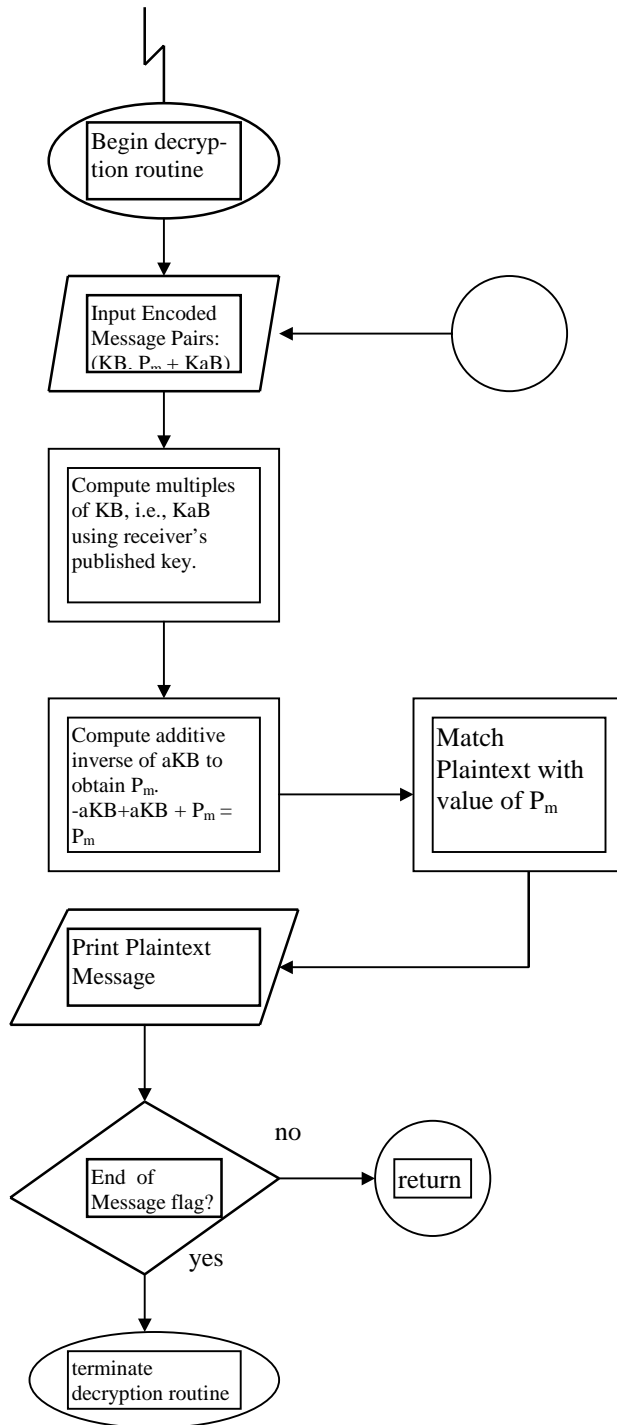 Begin decryp-
tion routine
Input Encoded
Message Pairs:
(KB, Pm + KaB)
Compute multiples
of KB, i.e., KaB
using receiver’s
published key.
Compute additive
inverse of aKB to
obtain Pm.
-aKB+aKB + Pm =
Pm
Match
Plaintext with
value of Pm
Print Plaintext
Message
End of
Message flag?
no
return
yes
terminate
decryption routine